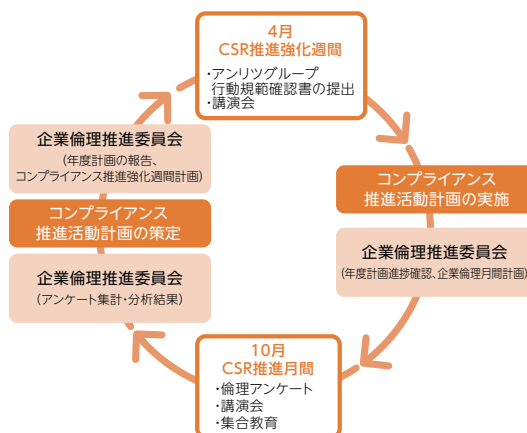 4月
CSR推進強化週間
・アンリツグループ
行動規範確認書の提出
・講演会
企業倫理推進委員会
(年度計画の報告、
コンプライアンス推進強化週間計画)
コンプライアンス
推進活動計画の策定
企業倫理推進委員会
(アンケート集計・分析結果)
コンプライアンス
推進活動計画の実施
企業倫理推進委員会
(年度計画進捗確認、企業倫理月間計画)
10月
CSR推進月間
・倫理アンケート
・講演会
・集合教育